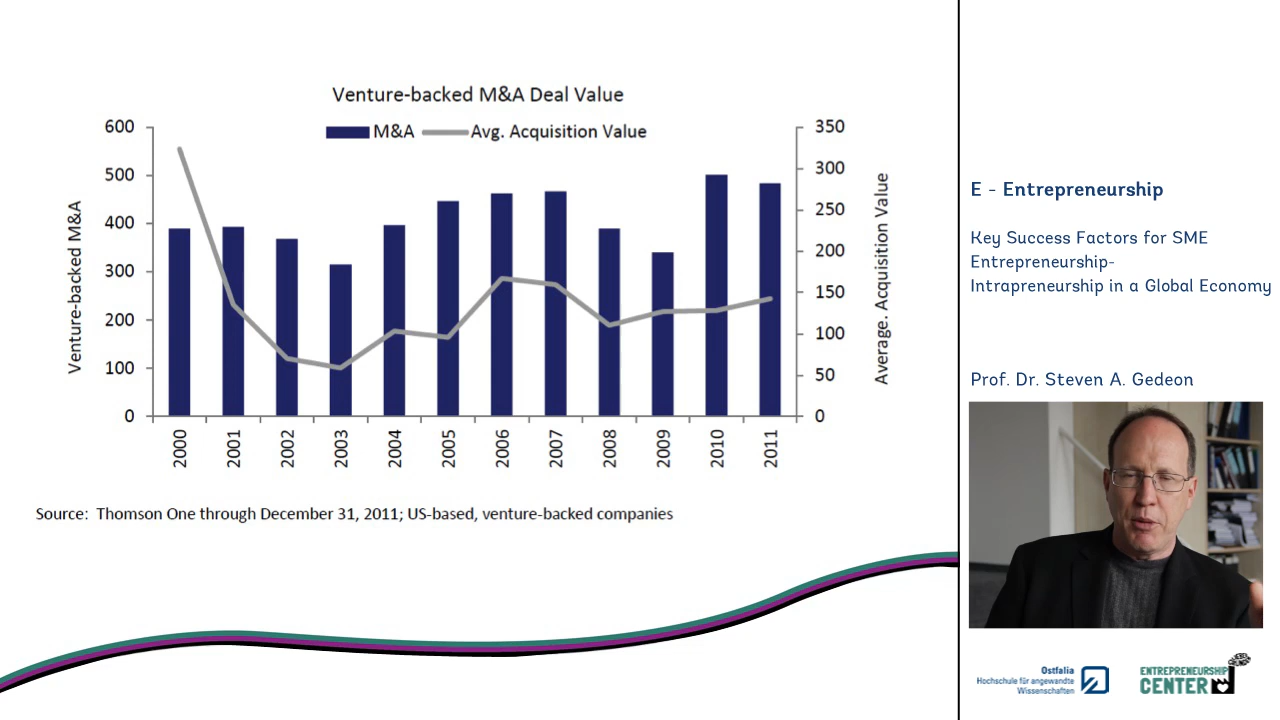 Venture-backed M&A Deal Value
M&A
Avg. Acquisition Value
600
500
400
300
200
100
0
Venture-backed M&A
350
300
250
200
150
100
50
0
Average. Acquisition Value
2000
2001
2002
2003
2004
2005
2006
2007
2008
2009
2010
2011
Source: Thomson One through December 31, 2011; US-based, venture-backed companies
E - Entrepreneurship
Key Success Factors for SME
Entrepreneurship-
Intrapreneurship in a Global Economy
Prof. Dr. Steven A. Gedeon
Ostfalia
Hochschule für angewandte
Wissenschaften
ENTREPRENEURSHIP
CENTER